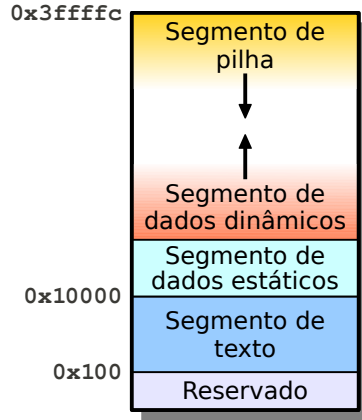 0x3ffffc
Segmento de
pilha
Segmento de
dados dinâmicos
Segmento de
dados estáticos
0x10000
Segmento de
texto
0x100
Reservado